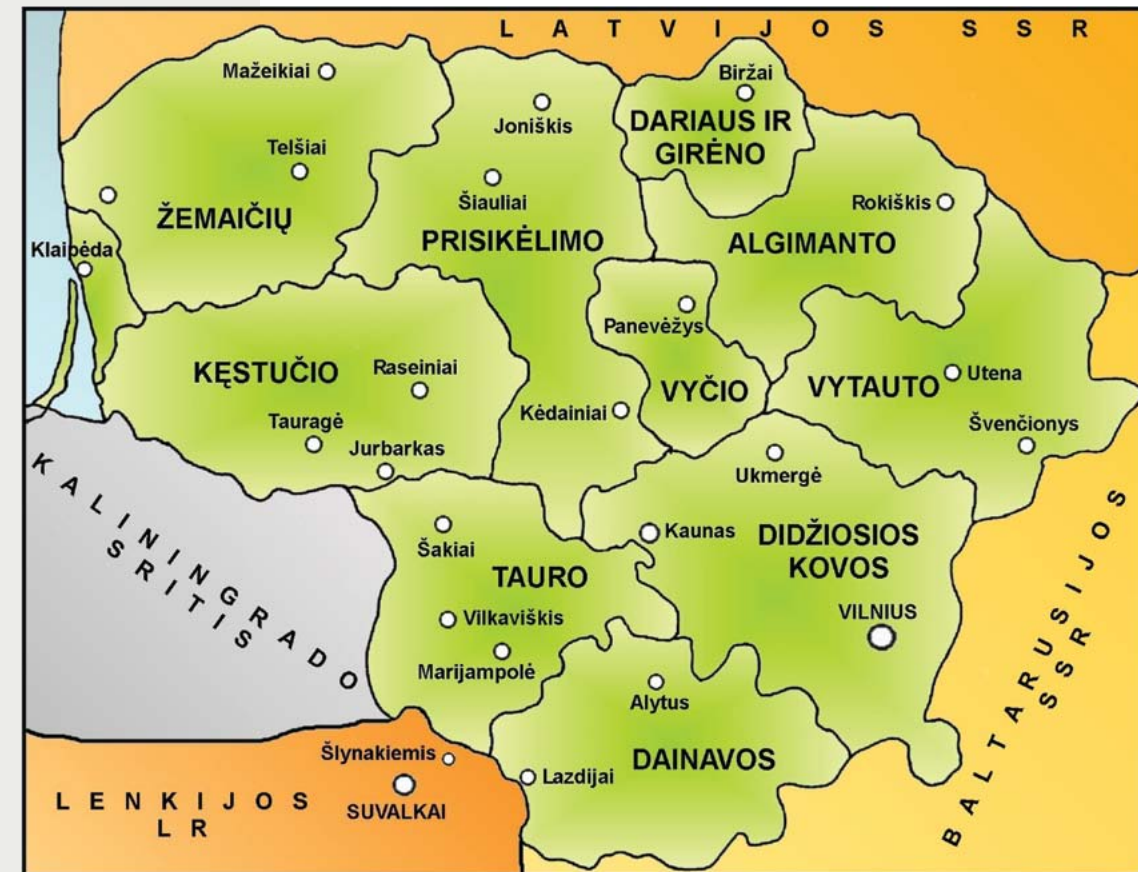 LATVIJOS SSR
Mažeikiai
Biržai
Joniškis
DARIAUS IR
GIRĖNO
Telšiai
Šiauliai
Rokiškis
ŽEMAIČIŲ
PRISIKĖLIMO
ALGIMANTO
Klaipėda
Panevėžys
KĘSTUČIO
Raseiniai
VYČIO
VYTAUTO
Utena
Kėdainiai
Tauragė
Švenčionys
Jurbarkas
Ukmergė
KALININGRADO
SRITIS
Šakiai
Kaunas
DIDŽIOSIOS
KOVOS
TAURO
Vilkaviškis
VILNIUS
Marijampolė
Alytus
BALTARUSIJOS
SSR
Šlynakiemis
DAINAVOS
Lazdijai
LENKIJOS
LR
SUVALKAI